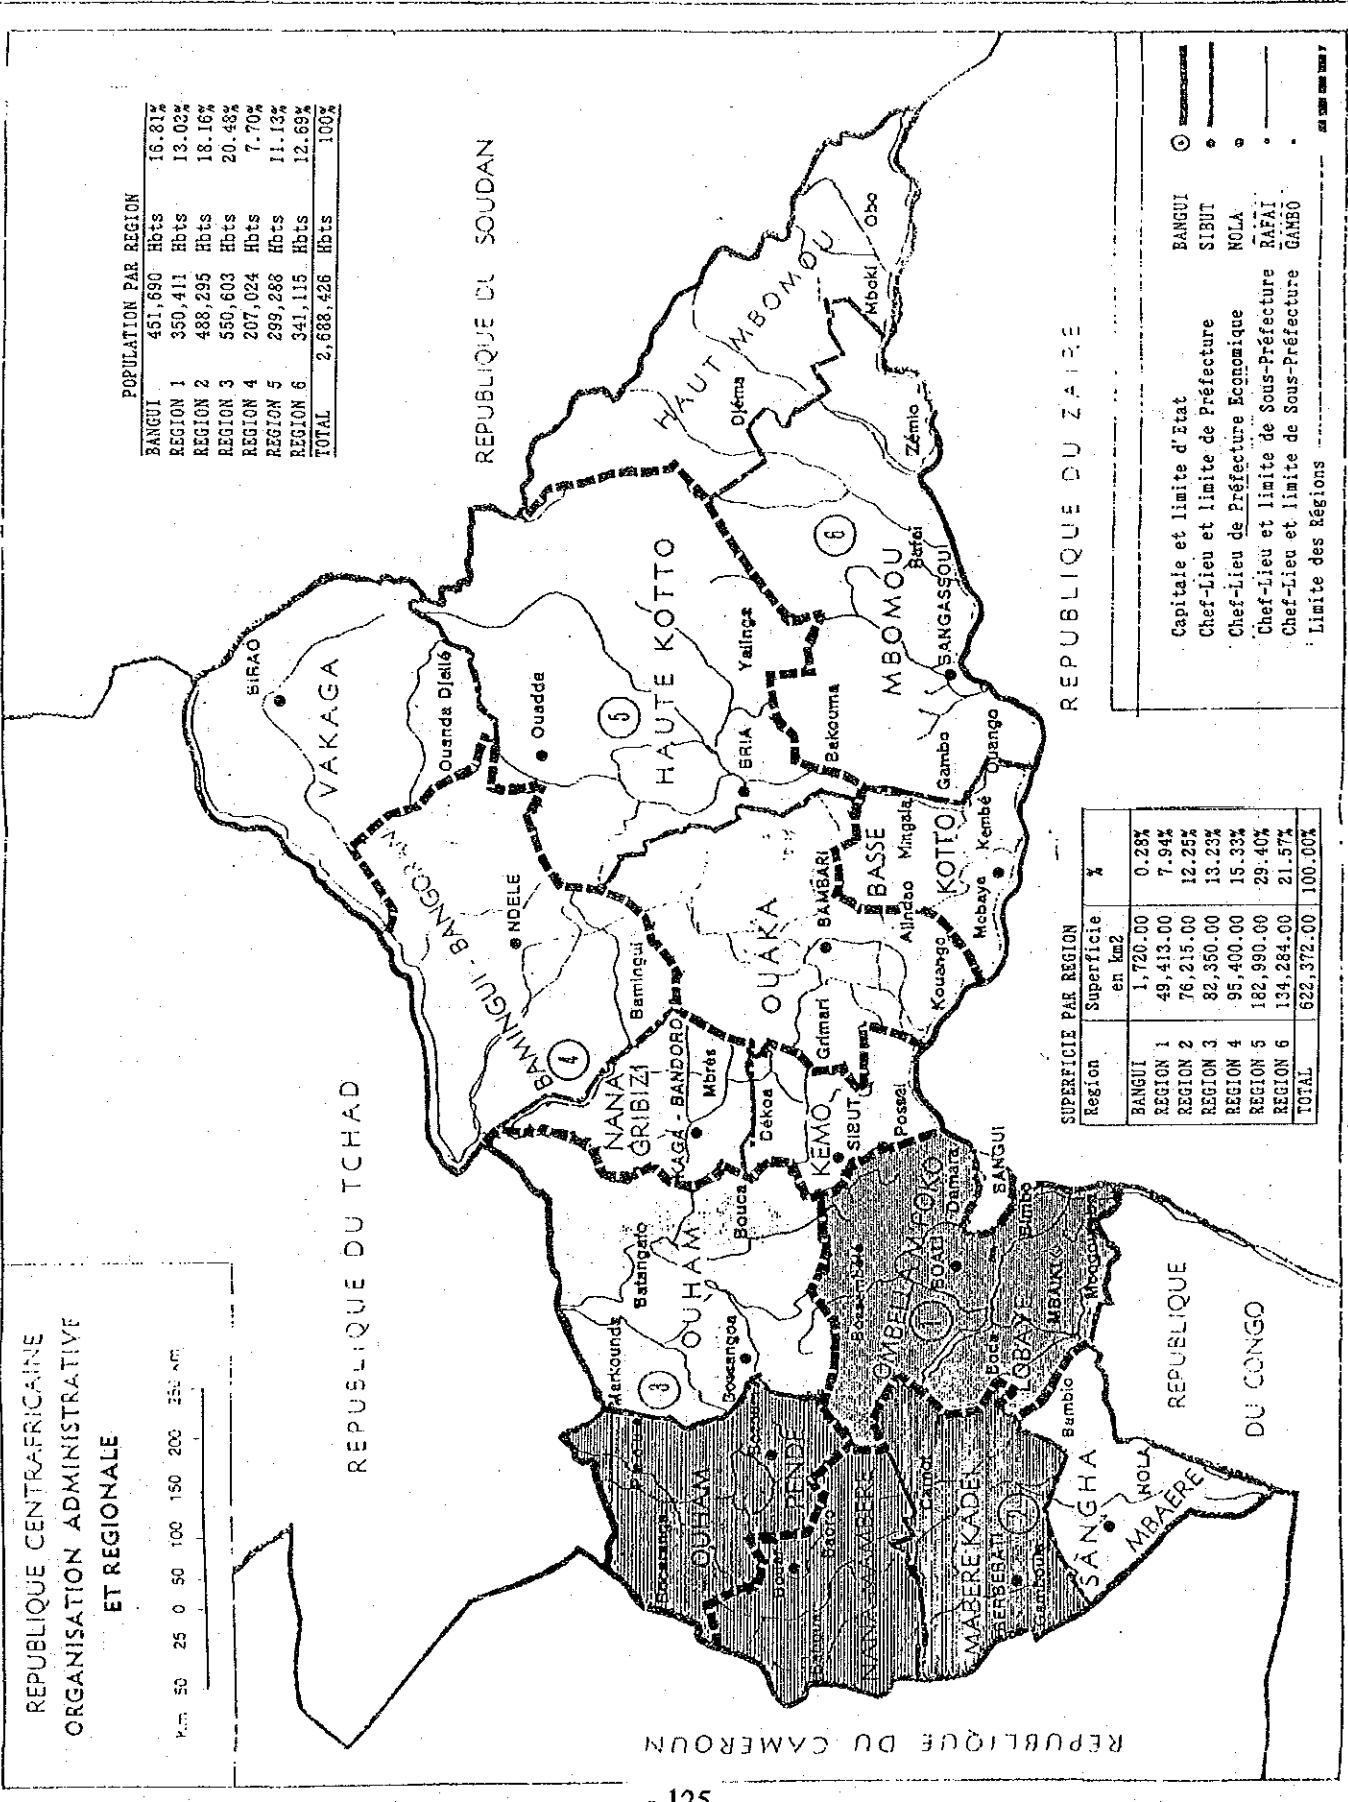 REPUBLIQUE CENTRAFRICAINE
ORGANISATION ADMINISTRATIVE
ET REGIONALE
Km 50 25 0 50 100 150 200 250 km
POPULATION PAR REGION
BANGUI 451,690 Hbts 16.81%
REGION 1 350,411 Hbts 13.03%
REGION 2 488,295 Hbts 18.16%
REGION 3 550,603 Hbts 20.48%
REGION 4 207,024 Hbts 7.70%
REGION 5 299,288 Hbts 11.13%
REGION 6 341,115 Hbts 12.69%
TOTAL 2,688,426 Hbts 100%
REPUBLIQUE DU TCHAD
REPUBLIQUE DU SOUDAN
BIRAO
VAKAGA
Ouanda Djallé
BAMINGUI - BANGORAN
NDELE
Bamingui
4
Ouadde
5
HAUTE KOTTO
BRIA
Yalinga
HAUT MBOMOU
Djéma
Obo
Mboki
Zémio
6
MBOMOU
Rafai
BANGASSOU
Bakouma
Gambo
Ouango
BASSE
KOTTO
Mingala
Alindao
Kembé
Mobaye
OUAKA
BAMBARI
Grimari
Kouango
NANA
GRIBIZI
KAGA - BANDORO
Mbrés
Dékoa
KEMO
SIBUT
Possel
Markounda
Batangafo
OUHAM
Bouca
Bossangoa
3
Paoua
Bocaranga
OUHAM
PENDE
Bouar
Baoro
Baboua
NANA MAMBERE
Carnot
MABERE KADEI
BERBERATI
2
Gamboula
Bossembélé
OMBELLA M'POKO
BOALI
Damara
1
BANGUI
Bimbo
Boda
LOBAYE
MBAIKI
Mongoumba
Bambio
SANGHA
NOLA
MBAERE
REPUBLIQUE
DU CONGO
REPUBLIQUE DU CAMEROUN
REPUBLIQUE DU ZAIRE
SUPERFICIE PAR REGION
Region Superficie en km2 %
BANGUI 1,720.00 0.28%
REGION 1 49,413.00 7.94%
REGION 2 76,215.00 12.25%
REGION 3 82,350.00 13.23%
REGION 4 95,400.00 15.33%
REGION 5 182,990.00 29.40%
REGION 6 134,284.00 21.57%
TOTAL 622,372.00 100.00%
Capitale et limite d'Etat BANGUI
Chef-Lieu et limite de Préfecture SIBUT
Chef-Lieu de Préfecture Economique NOLA
Chef-Lieu et limite de Sous-Préfecture RAFAI
Chef-Lieu et limite de Sous-Préfecture GAMBO
Limite des Régions
125